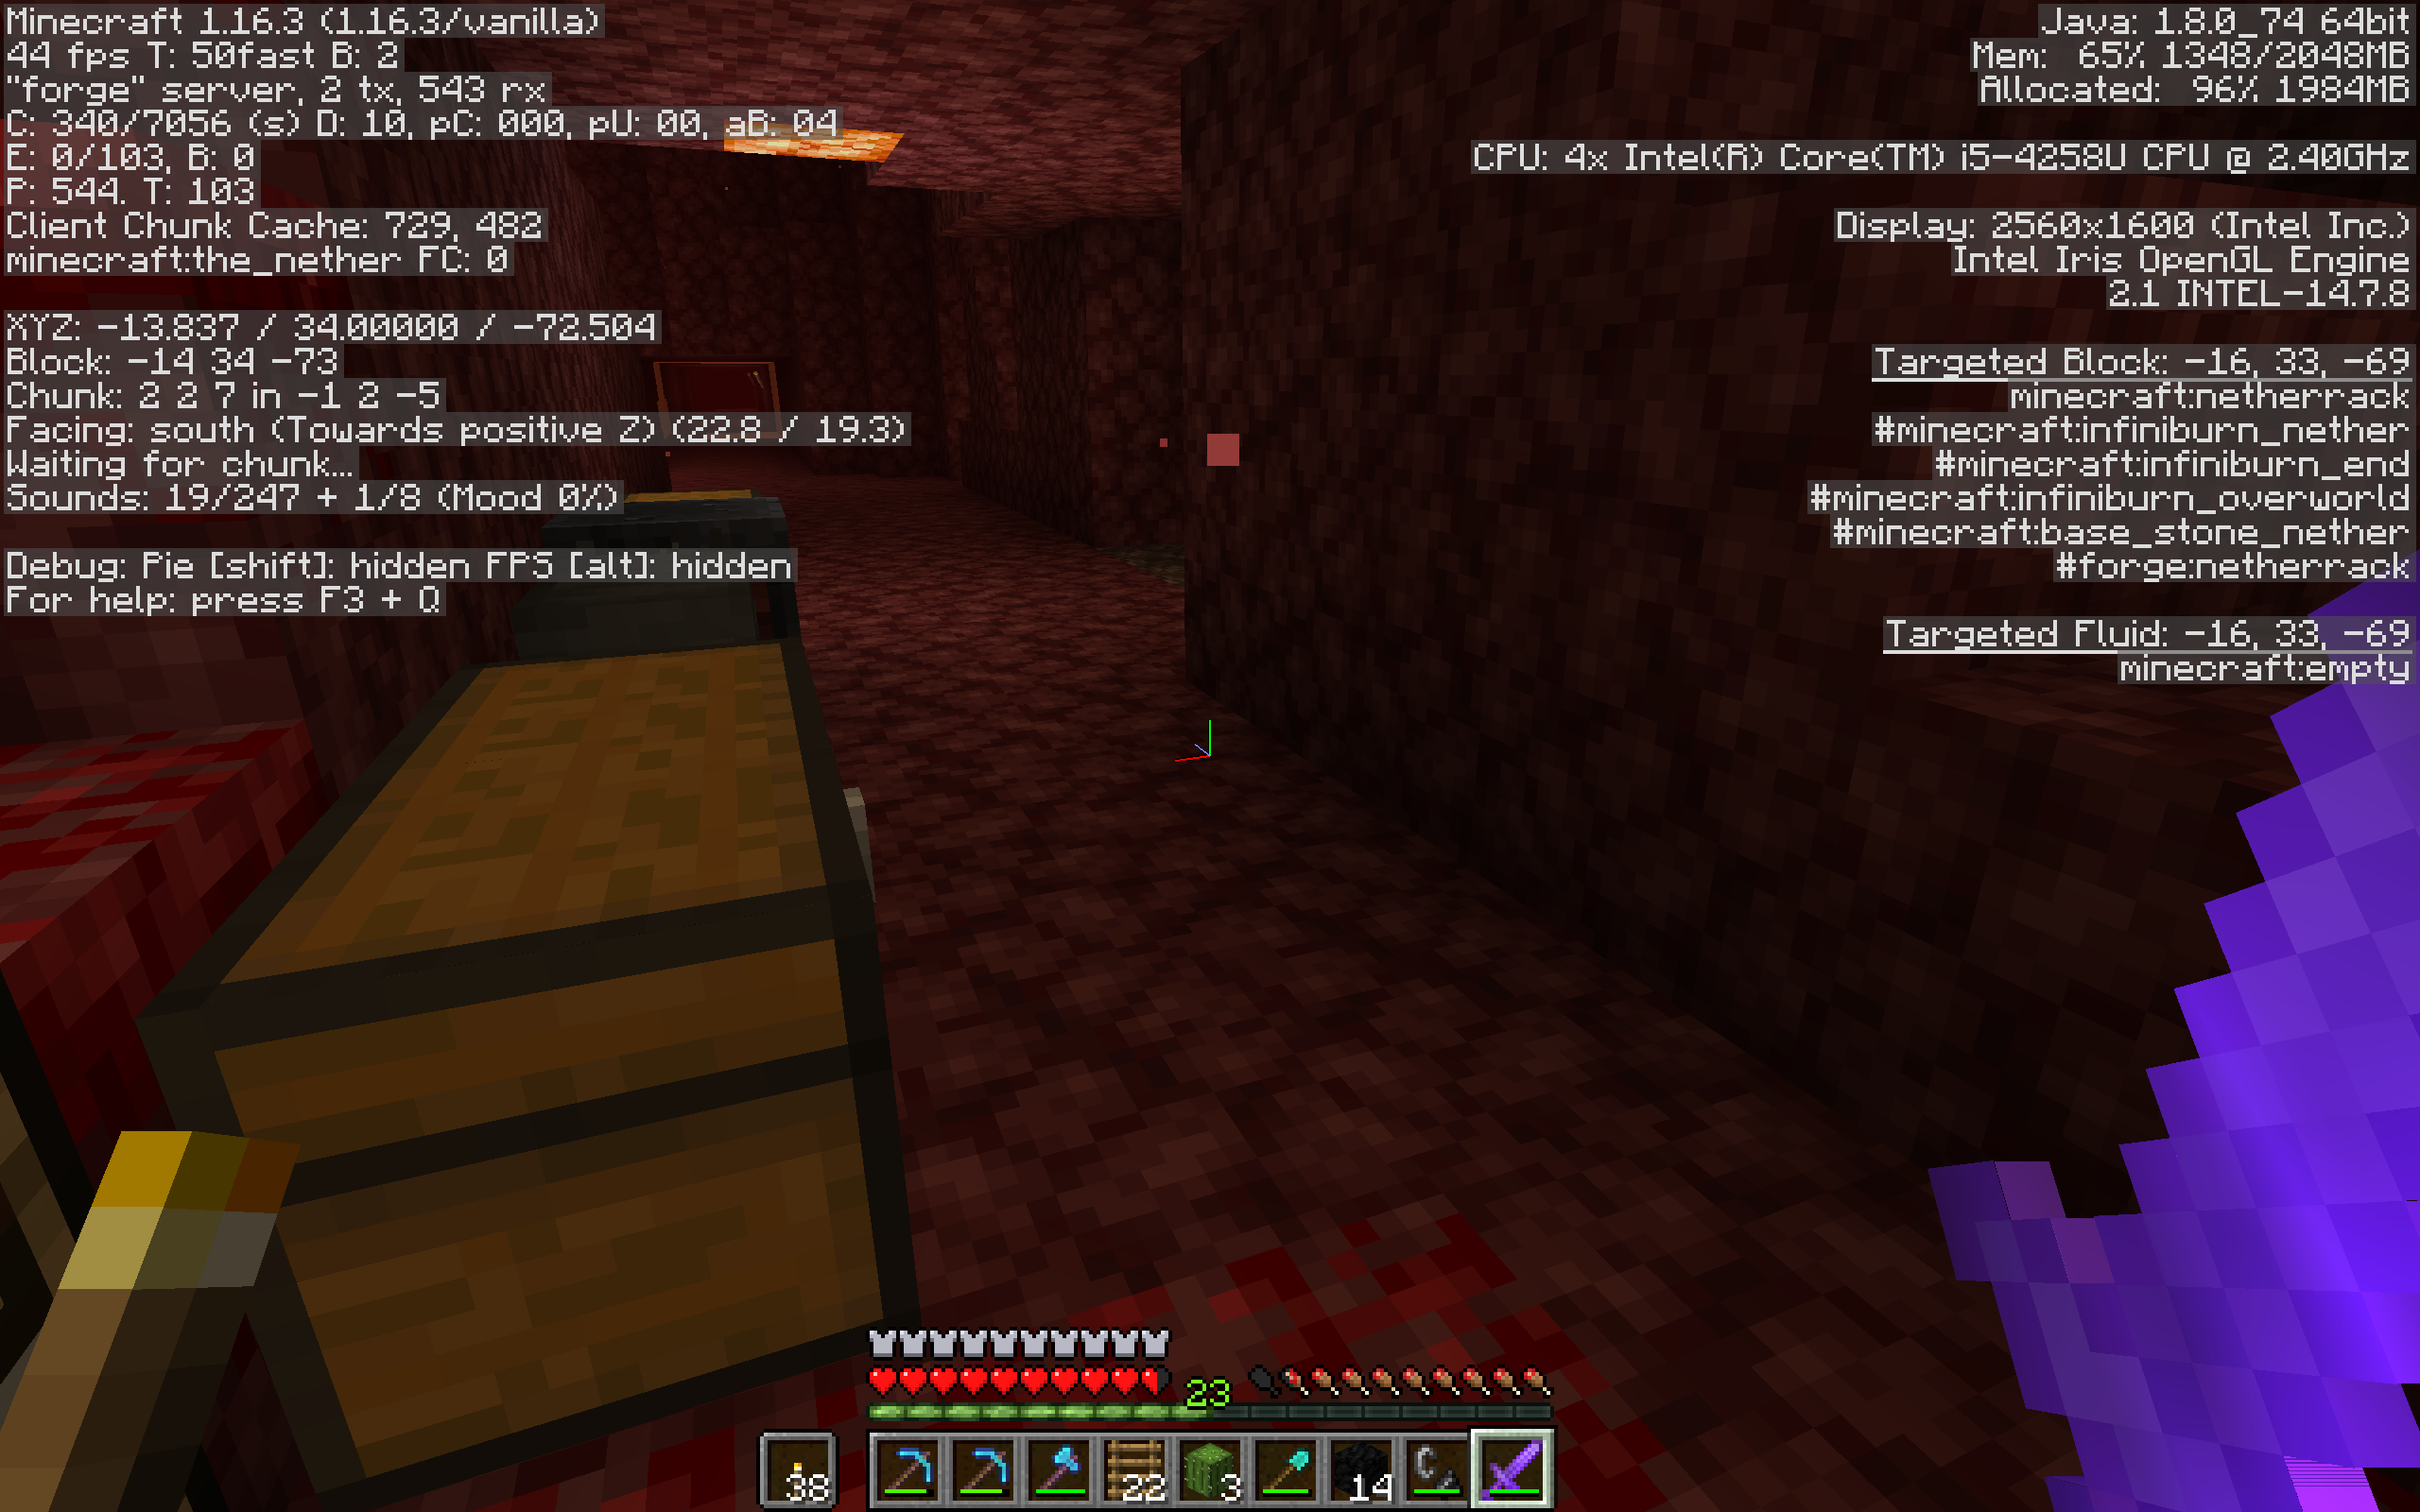 Minecraft 1.16.3 (1.16.3/vanilla)
44 fps T: 50fast B: 2
"forge" server, 2 tx, 543 rx
C: 340/7056 (s) D: 10, pC: 000, pU: 00, aB: 04
E: 0/103, B: 0
P: 544. T: 103
Client Chunk Cache: 729, 482
minecraft:the_nether FC: 0
XYZ: -13.837 / 34.00000 / -72.504
Block: -14 34 -73
Chunk: 2 2 7 in -1 2 -5
Facing: south (Towards positive Z) (22.8 / 19.3)
Waiting for chunk...
Sounds: 19/247 + 1/8 (Mood 0%)
Debug: Pie [shift]: hidden FPS [alt]: hidden
For help: press F3 + Q
Java: 1.8.0_74 64bit
Mem: 65% 1348/2048MB
Allocated: 96% 1984MB
CPU: 4x Intel(R) Core(TM) i5-4258U CPU @ 2.40GHz
Display: 2560x1600 (Intel Inc.)
Intel Iris OpenGL Engine
2.1 INTEL-14.7.8
Targeted Block: -16, 33, -69
minecraft:netherrack
#minecraft:infiniburn_nether
#minecraft:infiniburn_end
#minecraft:infiniburn_overworld
#minecraft:base_stone_nether
#forge:netherrack
Targeted Fluid: -16, 33, -69
minecraft:empty
23
38 22 3 14